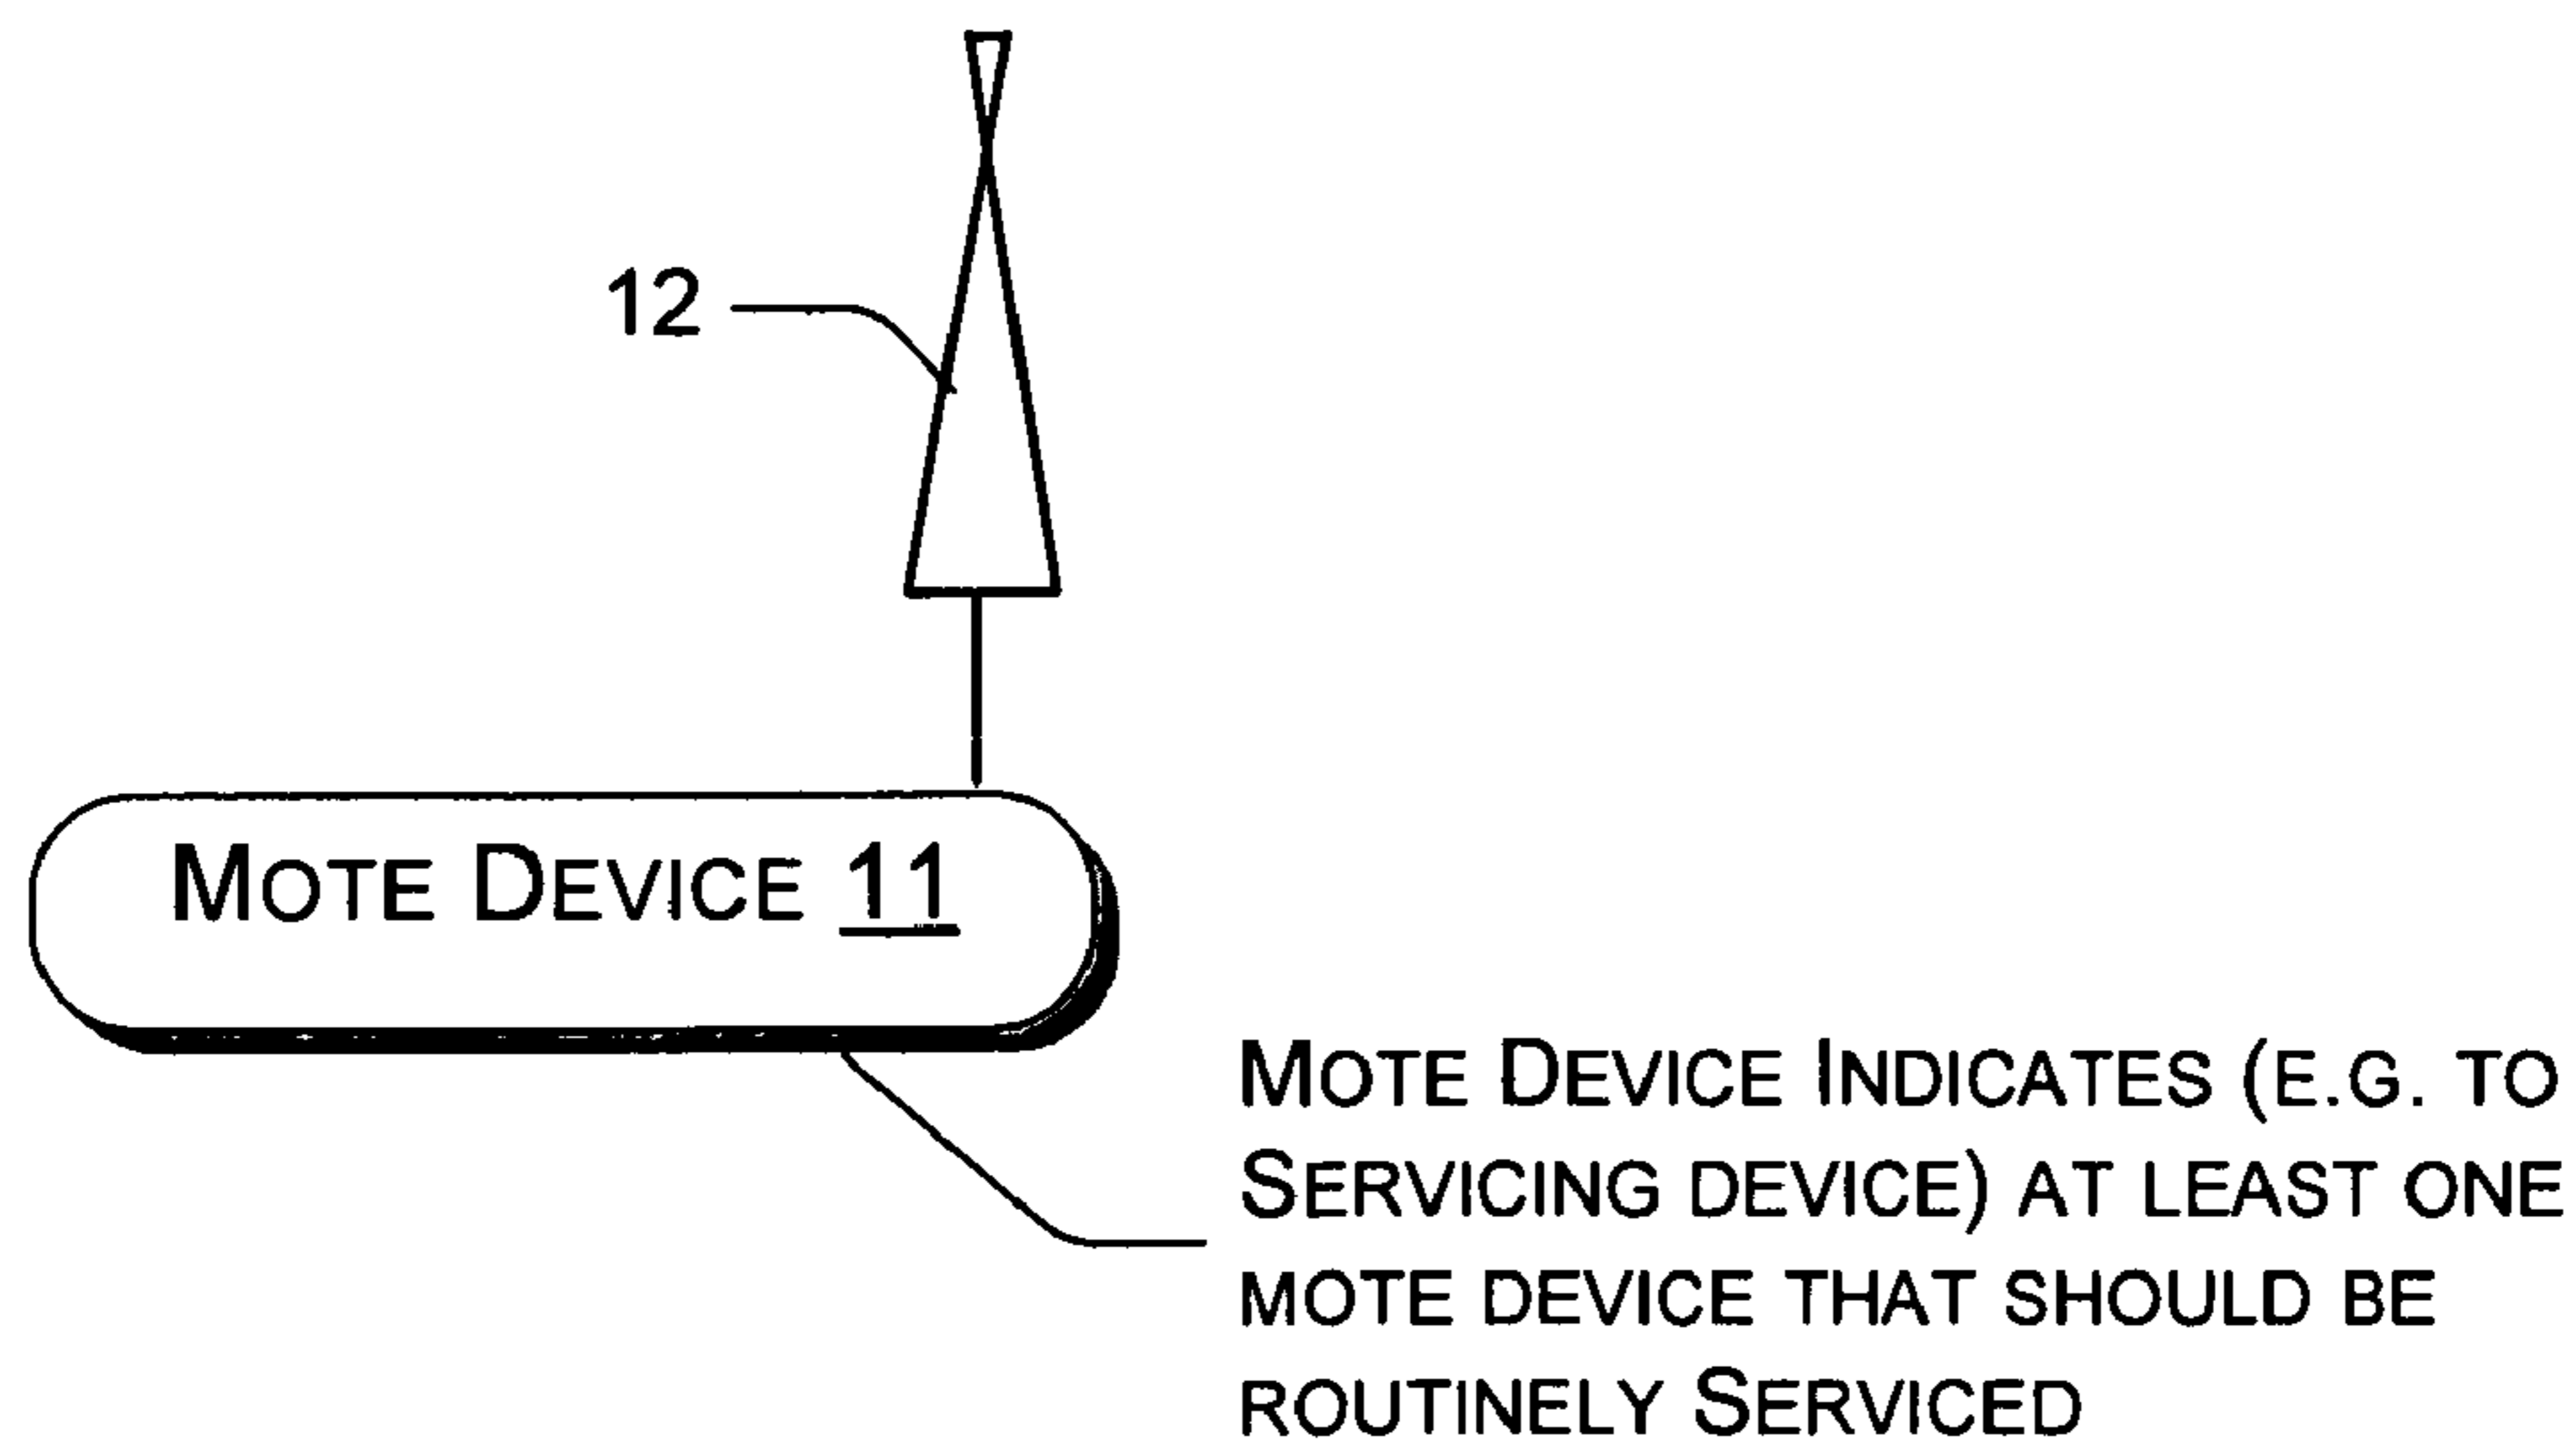 12
MOTE DEVICE 11
MOTE DEVICE INDICATES (E.G. TO
SERVICING DEVICE) AT LEAST ONE
MOTE DEVICE THAT SHOULD BE
ROUTINELY SERVICED